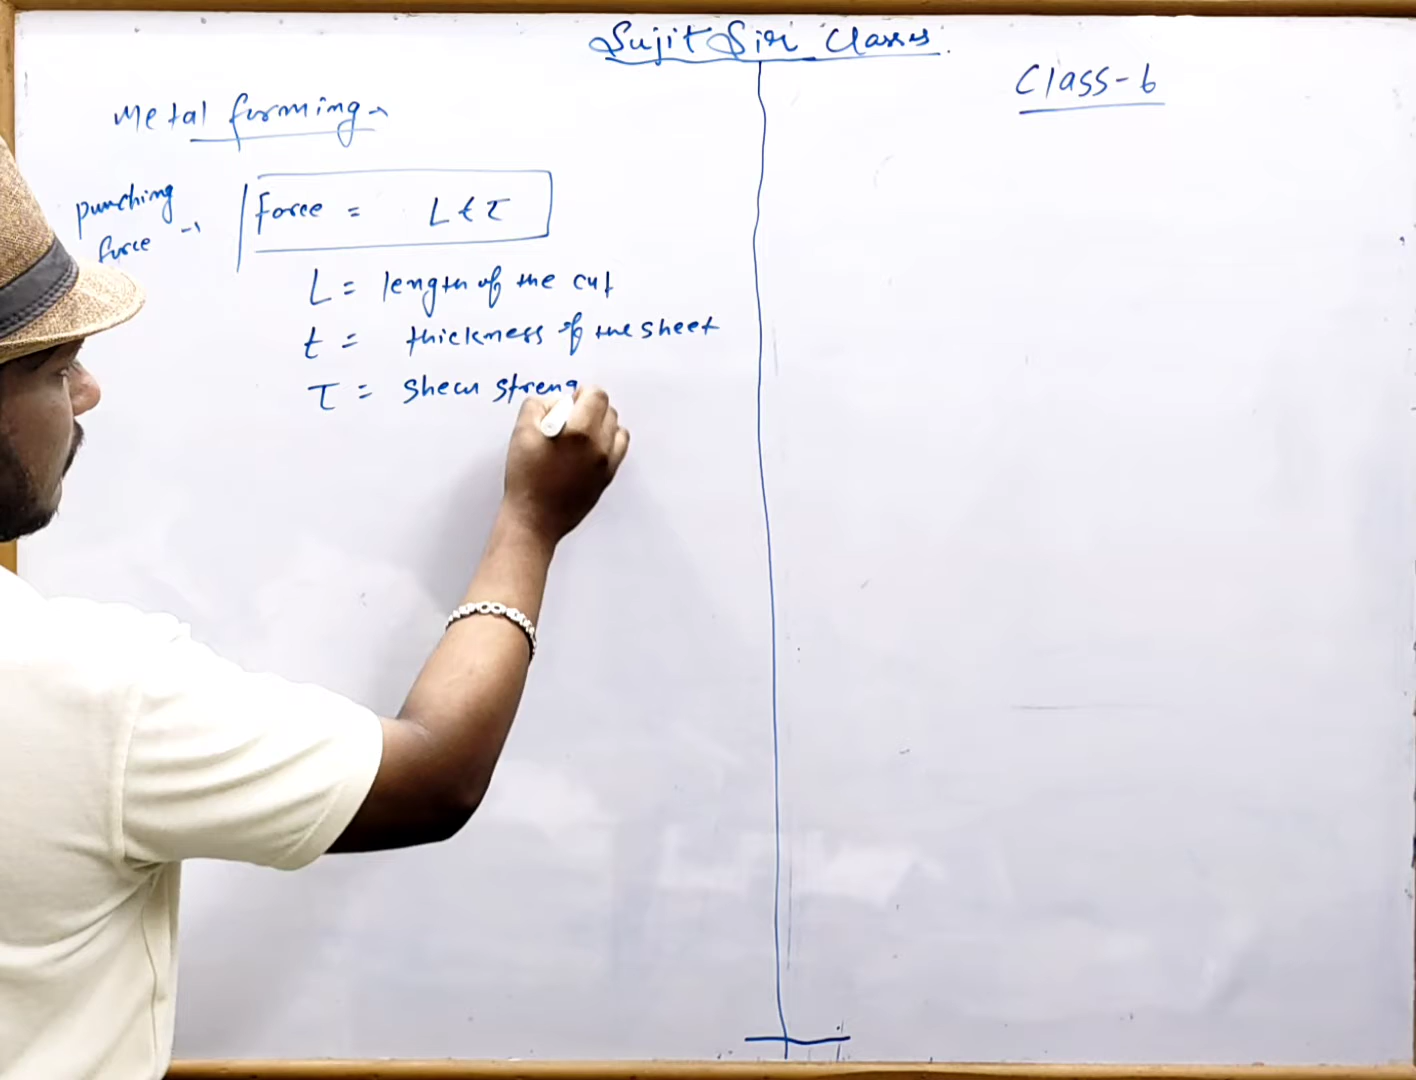 Sujit Sir Classes.
Class-6
Metal forming →
punching
force →
Force = L t τ
L = length of the cut
t = thickness of the sheet
τ = Shear streng